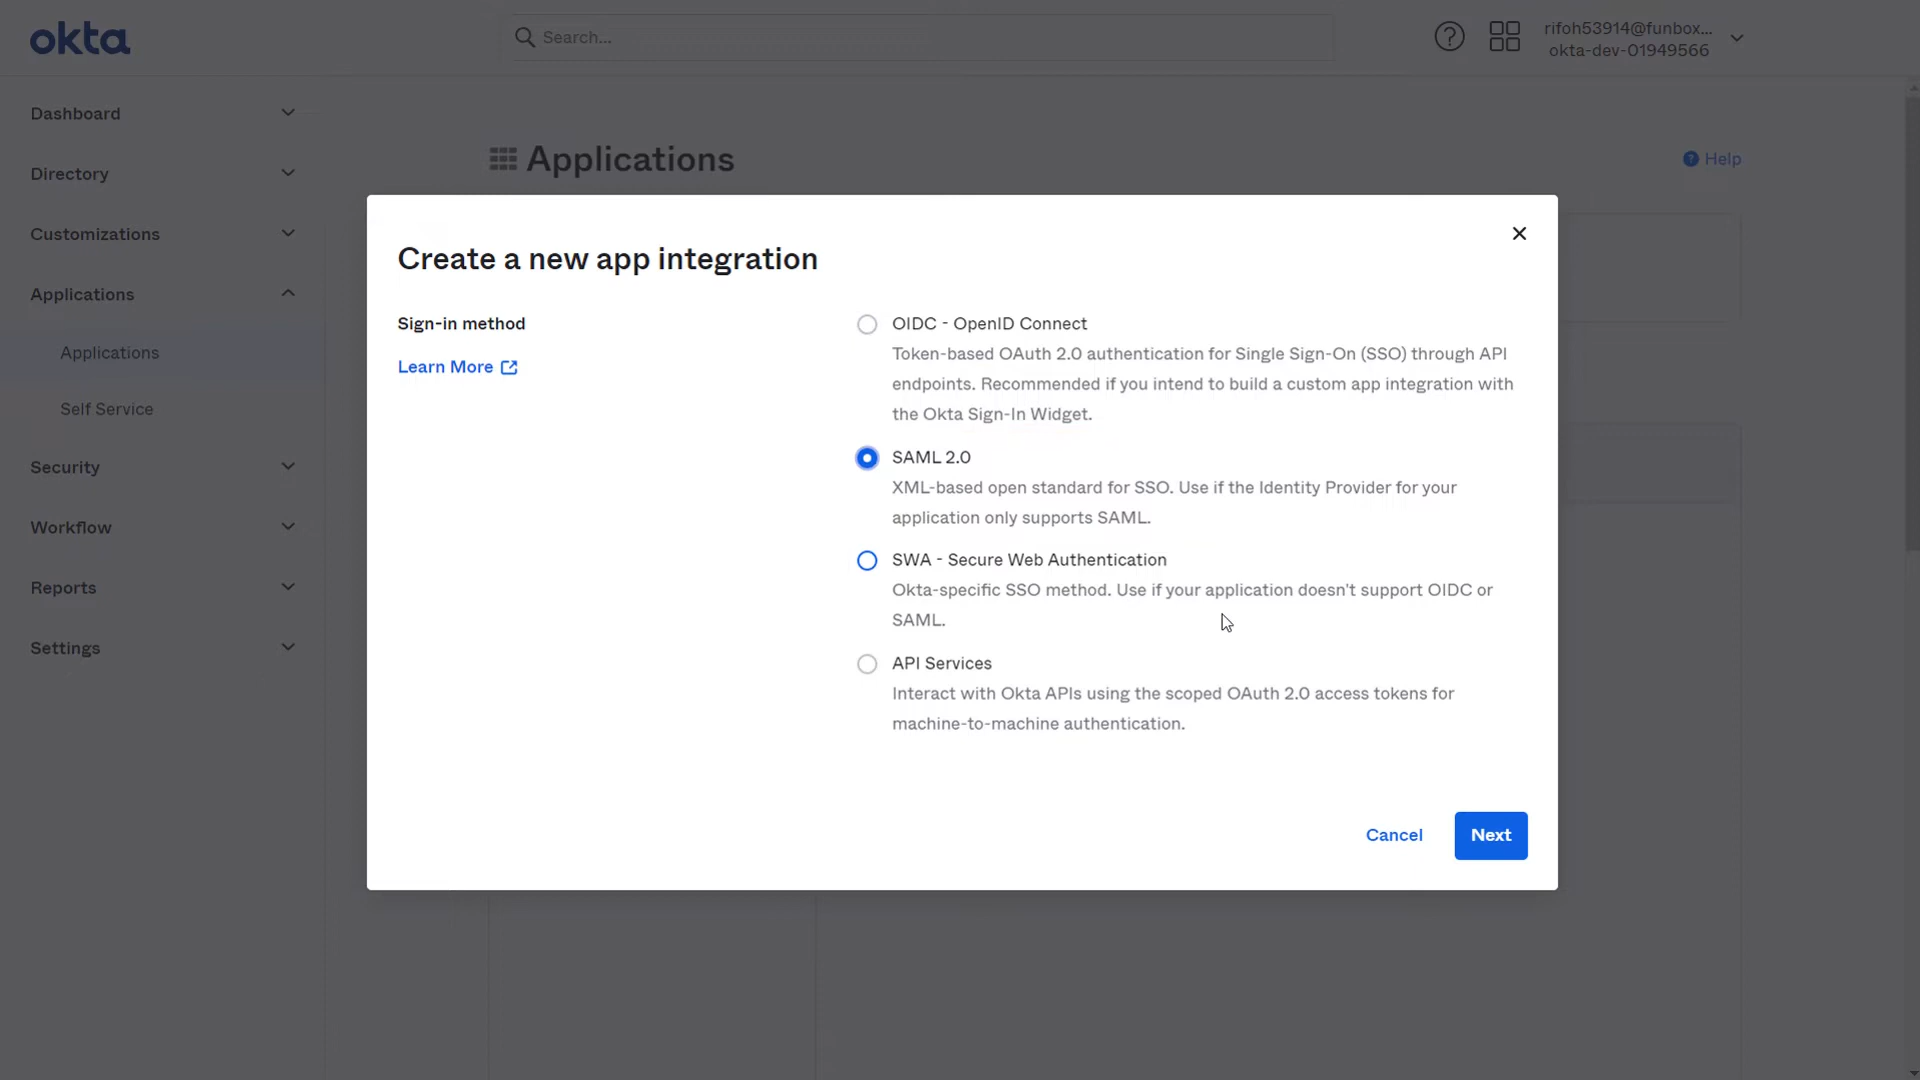 okta
Search...
rifoh53914@funbox...
okta-dev-01949566
Dashboard
Directory
Customizations
Applications
Applications
Self Service
Security
Workflow
Reports
Settings
Applications
Help
Create a new app integration
Sign-in method
Learn More
OIDC - OpenID Connect
Token-based OAuth 2.0 authentication for Single Sign-On (SSO) through API
endpoints. Recommended if you intend to build a custom app integration with
the Okta Sign-In Widget.
SAML 2.0
XML-based open standard for SSO. Use if the Identity Provider for your
application only supports SAML.
SWA - Secure Web Authentication
Okta-specific SSO method. Use if your application doesn't support OIDC or
SAML.
API Services
Interact with Okta APIs using the scoped OAuth 2.0 access tokens for
machine-to-machine authentication.
Cancel
Next